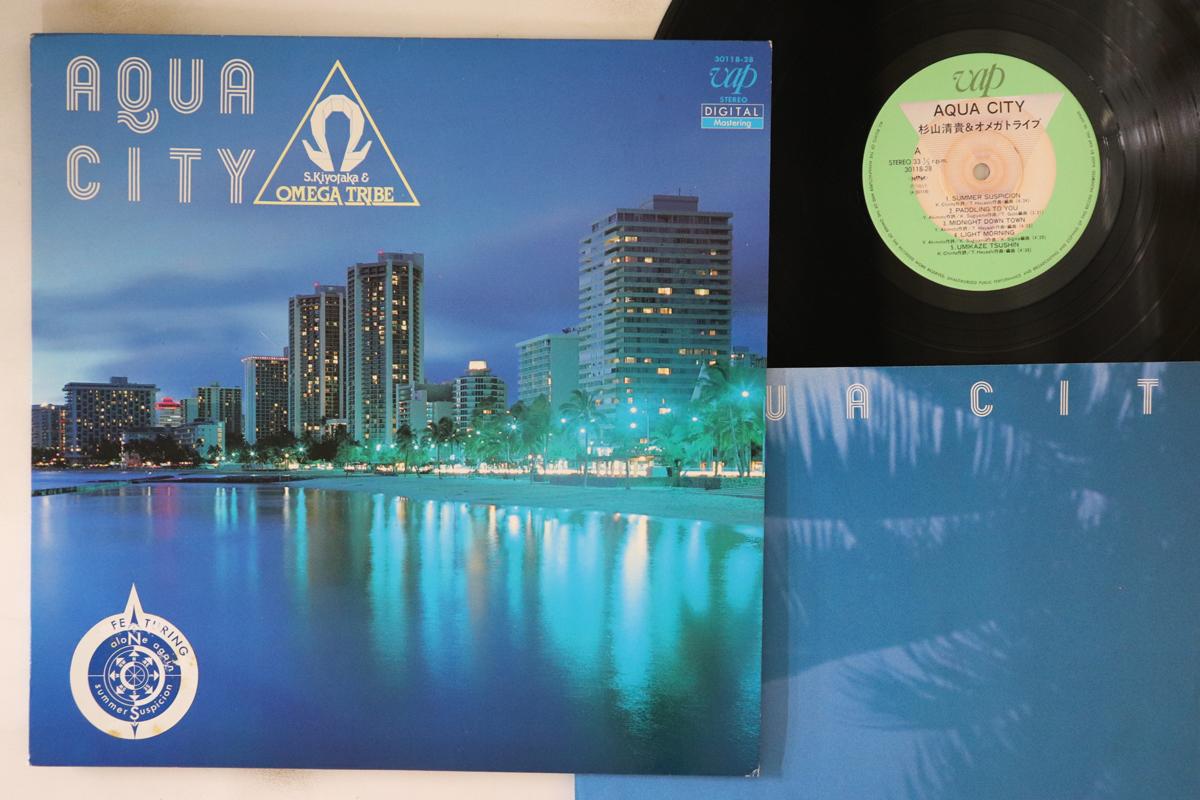 AQUA
CITY
S.Kiyotaka &
OMEGA TRIBE
30118-28
vap
STEREO
DIGITAL
Mastering
FEATURING
aloNe again
summer Suspicion
vap
AQUA CITY
杉山清貴&オメガトライブ
A
STEREO 33 1/3 r.p.m.
30118-28
1. SUMMER SUSPICION
2. PADDLING TO YOU
3. MIDNIGHT DOWN TOWN
4. LIGHT MORNING
5. UMIKAZE TSUSHIN
UA CIT